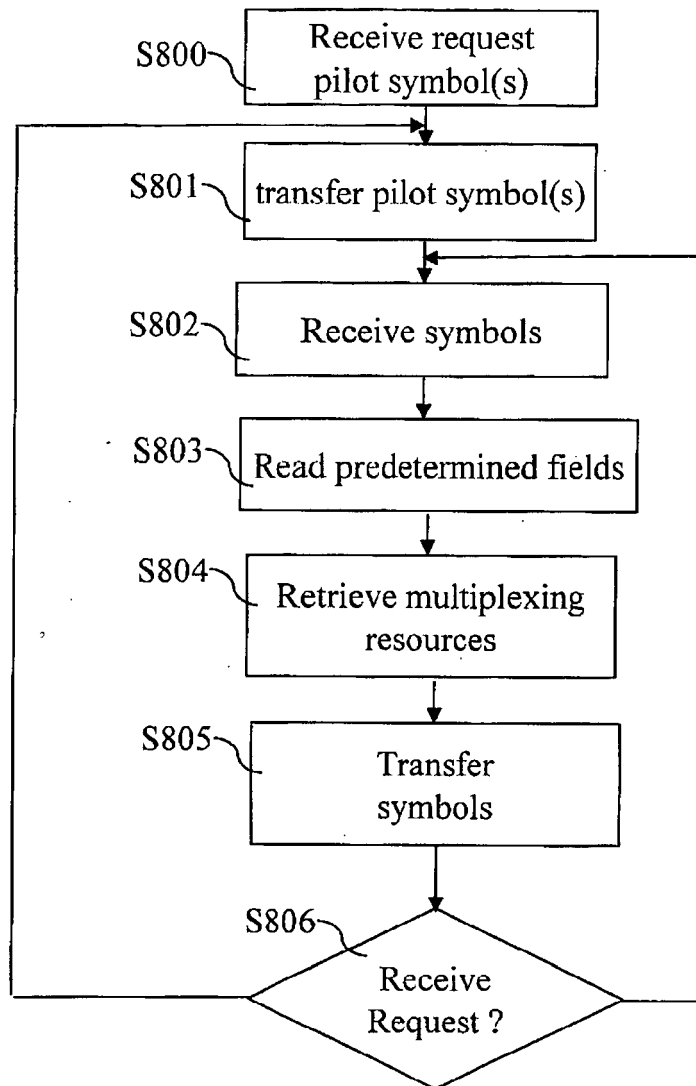 S800
Receive request
pilot symbol(s)
S801
transfer pilot symbol(s)
S802
Receive symbols
S803
Read predetermined fields
S804
Retrieve multiplexing
resources
S805
Transfer
symbols
S806
Receive
Request ?